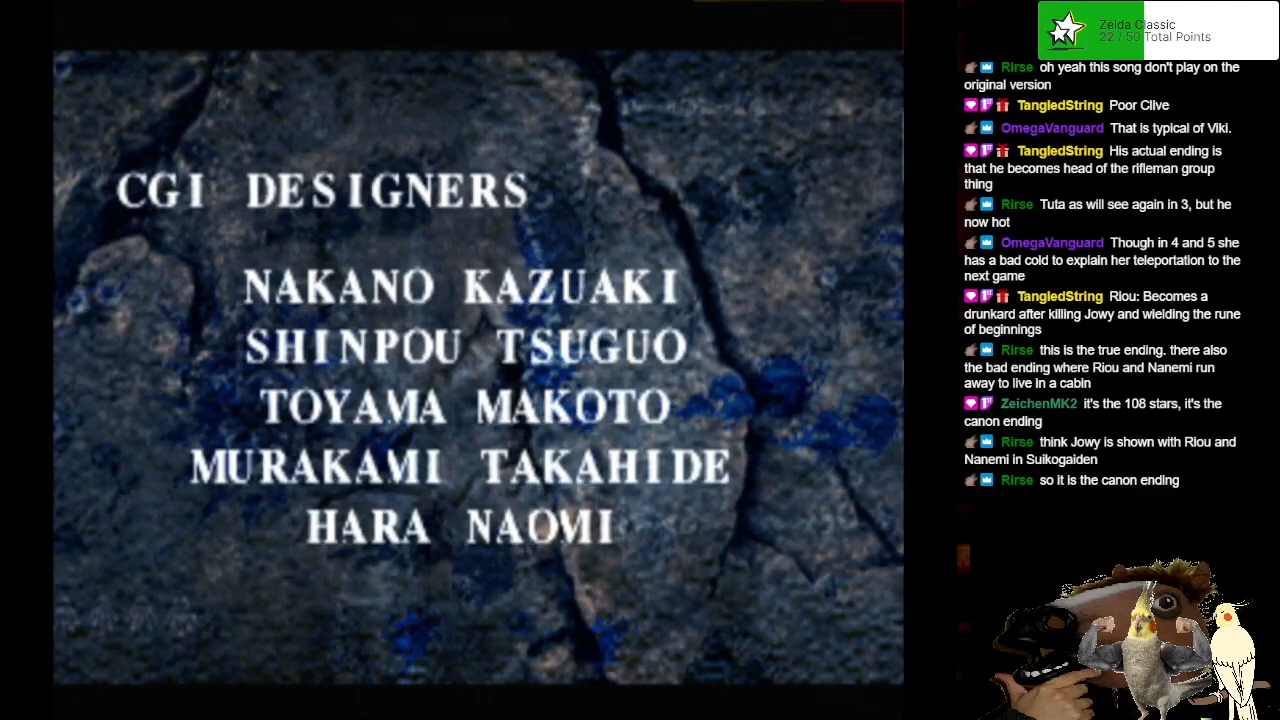 CGI DESIGNERS
NAKANO KAZUAKI
SHINPOU TSUGUO
TOYAMA MAKOTO
MURAKAMI TAKAHIDE
HARA NAOMI
Zelda Classic
22 / 50 Total Points
Rirse oh yeah this song don't play on the
original version
TangledString Poor Clive
OmegaVanguard That is typical of Viki.
TangledString His actual ending is
that he becomes head of the rifleman group
thing
Rirse Tuta as will see again in 3, but he
now hot
OmegaVanguard Though in 4 and 5 she
has a bad cold to explain her teleportation to the
next game
TangledString Riou: Becomes a
drunkard after killing Jowy and wielding the rune
of beginnings
Rirse this is the true ending. there also
the bad ending where Riou and Nanemi run
away to live in a cabin
ZeichenMK2 it's the 108 stars, it's the
canon ending
Rirse think Jowy is shown with Riou and
Nanemi in Suikogaiden
Rirse so it is the canon ending